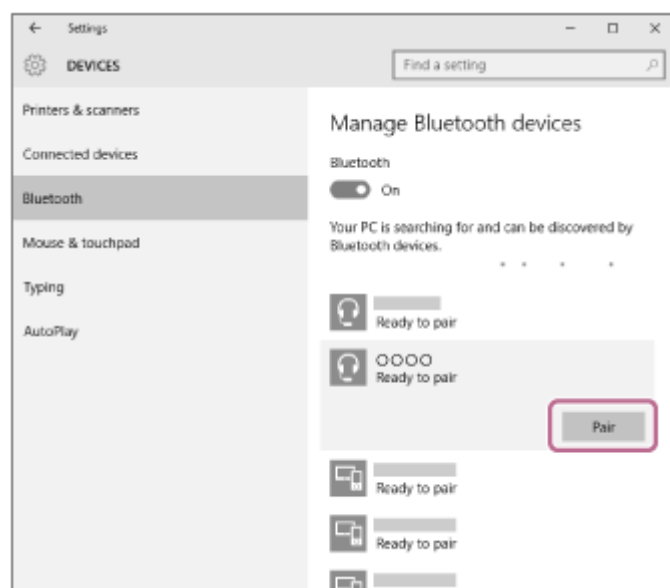 Settings
DEVICES
Find a setting
Printers & scanners
Connected devices
Bluetooth
Mouse & touchpad
Typing
AutoPlay
Manage Bluetooth devices
Bluetooth
On
Your PC is searching for and can be discovered by
Bluetooth devices.
Ready to pair
OOOO
Ready to pair
Pair
Ready to pair
Ready to pair